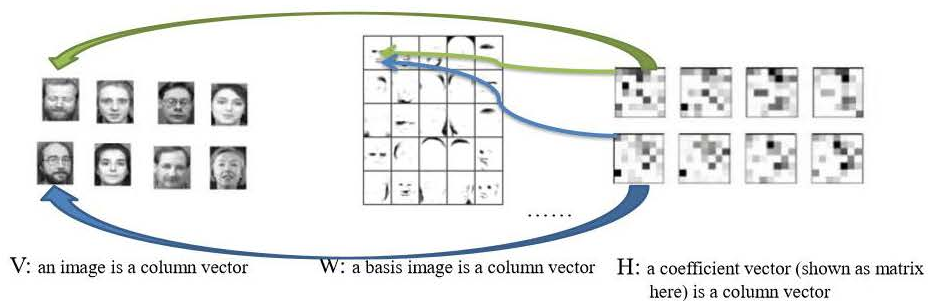 ......
V: an image is a column vector
W: a basis image is a column vector
H: a coefficient vector (shown as matrix
here) is a column vector